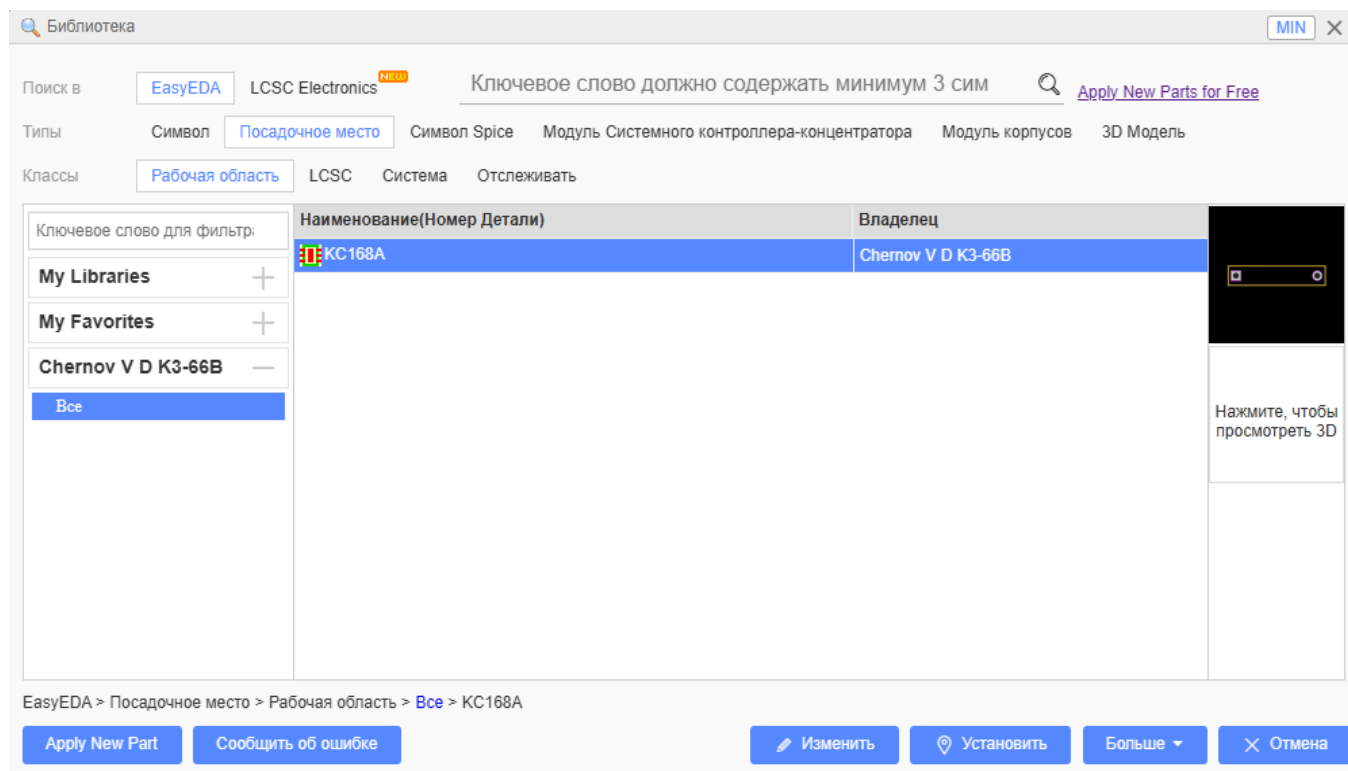 Библиотека MIN
Поиск в EasyEDA LCSC Electronics NEW Ключевое слово должно содержать минимум 3 сим Apply New Parts for Free
Типы Символ Посадочное место Символ Spice Модуль Системного контроллера-концентратора Модуль корпусов 3D Модель
Классы Рабочая область LCSC Система Отслеживать
Ключевое слово для фильтра Наименование(Номер Детали) Владелец
KC168A Chernov V D K3-66B
My Libraries
My Favorites
Chernov V D K3-66B
Все
Нажмите, чтобы
просмотреть 3D
EasyEDA > Посадочное место > Рабочая область > Все > KC168A
Apply New Part Сообщить об ошибке Изменить Установить Больше Отмена